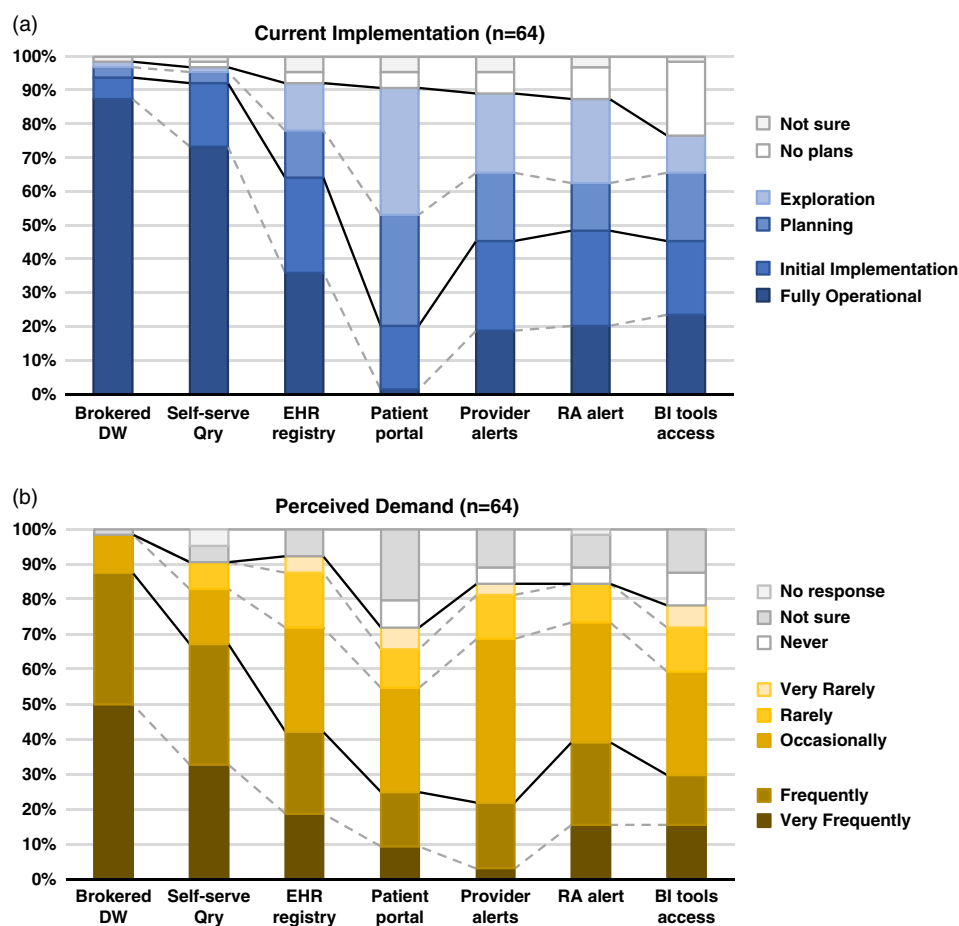 (a)
Current Implementation (n=64)
100%
90%
80%
70%
60%
50%
40%
30%
20%
10%
0%
Brokered DW
Self-serve Qry
EHR registry
Patient portal
Provider alerts
RA alert
BI tools access
Not sure
No plans
Exploration
Planning
Initial Implementation
Fully Operational
(b)
Perceived Demand (n=64)
100%
90%
80%
70%
60%
50%
40%
30%
20%
10%
0%
Brokered DW
Self-serve Qry
EHR registry
Patient portal
Provider alerts
RA alert
BI tools access
No response
Not sure
Never
Very Rarely
Rarely
Occasionally
Frequently
Very Frequently